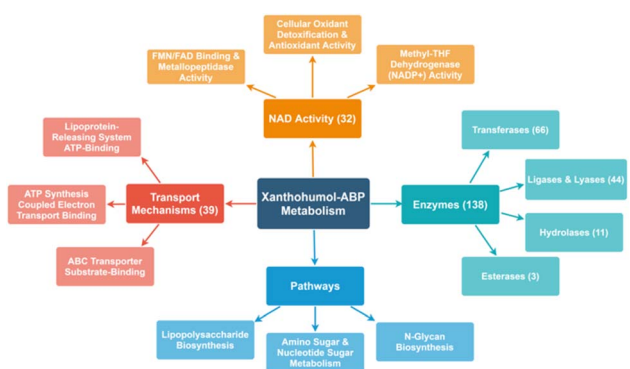 Cellular Oxidant
Detoxification &
Antioxidant Activity
FMN/FAD Binding &
Metallopeptidase
Activity
Methyl-THF
Dehydrogenase
(NADP+) Activity
NAD Activity (32)
Lipoprotein-
Releasing System
ATP-Binding
ATP Synthesis
Coupled Electron
Transport Binding
ABC Transporter
Substrate-Binding
Transport
Mechanisms (39)
Xanthohumol-ABP
Metabolism
Enzymes (138)
Transferases (66)
Ligases & Lyases (44)
Hydrolases (11)
Esterases (3)
Pathways
Lipopolysaccharide
Biosynthesis
Amino Sugar &
Nucleotide Sugar
Metabolism
N-Glycan
Biosynthesis